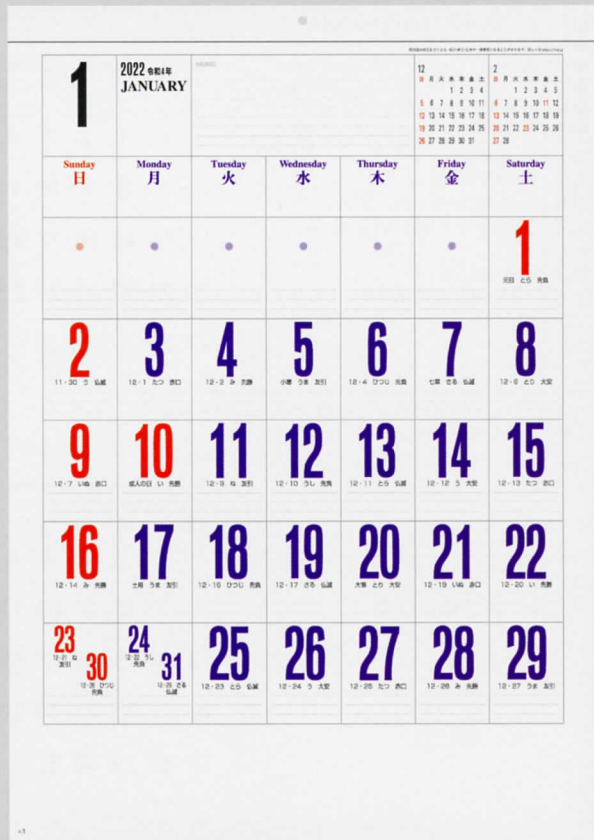 1
2022 令和4年
JANUARY
MEMO.
12
日 月 火 水 木 金 土
1 2 3 4
5 6 7 8 9 10 11
12 13 14 15 16 17 18
19 20 21 22 23 24 25
26 27 28 29 30 31
2
日 月 火 水 木 金 土
1 2 3 4 5
6 7 8 9 10 11 12
13 14 15 16 17 18 19
20 21 22 23 24 25 26
27 28
Sunday Monday Tuesday Wednesday Thursday Friday Saturday
日 月 火 水 木 金 土
1
元日 とら 先負
2 3 4 5 6 7 8
11・30 う 仏滅 12・1 たつ 赤口 12・2 み 先勝 小寒 うま 友引 12・4 ひつじ 先負 七草 さる 仏滅 12・6 とり 大安
9 10 11 12 13 14 15
12・7 いぬ 赤口 成人の日 い 先勝 12・9 ね 友引 12・10 うし 先負 12・11 とら 仏滅 12・12 う 大安 12・13 たつ 赤口
16 17 18 19 20 21 22
12・14 み 先勝 土用 うま 友引 12・16 ひつじ 先負 12・17 さる 仏滅 大寒 とり 大安 12・19 いぬ 赤口 12・20 い 先勝
23 24 25 26 27 28 29
12・21 ね 友引 12・22 うし 先負 12・23 とら 仏滅 12・24 う 大安 12・25 たつ 赤口 12・26 み 先勝 12・27 うま 友引
30 31
12・28 ひつじ 先負 12・29 さる 仏滅